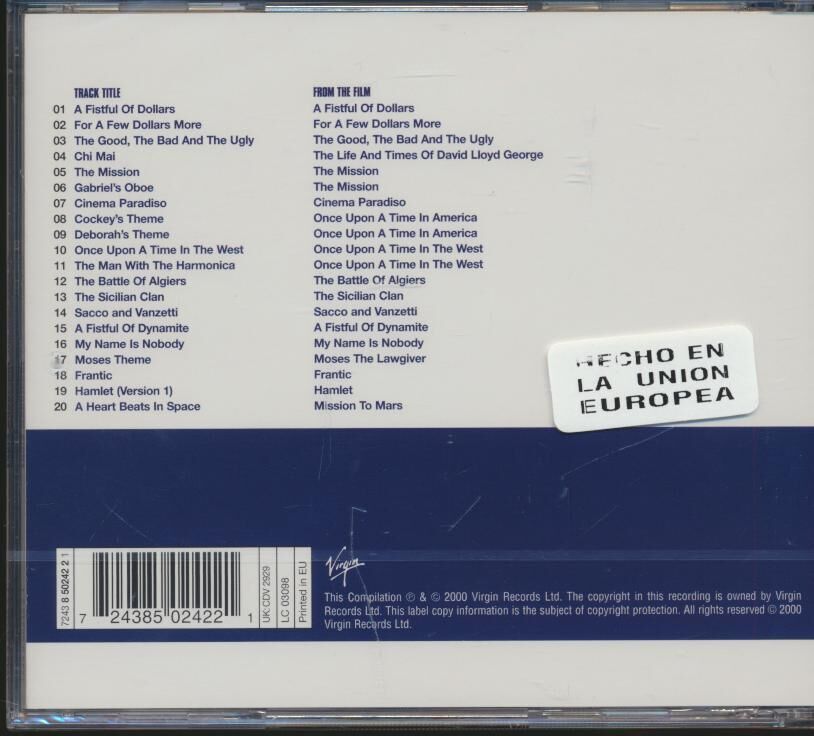 TRACK TITLE FROM THE FILM
01 A Fistful Of Dollars A Fistful Of Dollars
02 For A Few Dollars More For A Few Dollars More
03 The Good, The Bad And The Ugly The Good, The Bad And The Ugly
04 Chi Mai The Life And Times Of David Lloyd George
05 The Mission The Mission
06 Gabriel's Oboe The Mission
07 Cinema Paradiso Cinema Paradiso
08 Cockey's Theme Once Upon A Time In America
09 Deborah's Theme Once Upon A Time In America
10 Once Upon A Time In The West Once Upon A Time In The West
11 The Man With The Harmonica Once Upon A Time In The West
12 The Battle Of Algiers The Battle Of Algiers
13 The Sicilian Clan The Sicilian Clan
14 Sacco and Vanzetti Sacco and Vanzetti
15 A Fistful Of Dynamite A Fistful Of Dynamite
16 My Name Is Nobody My Name Is Nobody
17 Moses Theme Moses The Lawgiver
18 Frantic Frantic
19 Hamlet (Version 1) Hamlet
20 A Heart Beats In Space Mission To Mars
HECHO EN
LA UNION
EUROPEA
7243 8 50242 2 1
7 24385 02422 1
UK:CDV 2929
LC 03098
Printed in EU
Virgin
This Compilation ℗ & © 2000 Virgin Records Ltd. The copyright in this recording is owned by Virgin
Records Ltd. This label copy information is the subject of copyright protection. All rights reserved © 2000
Virgin Records Ltd.